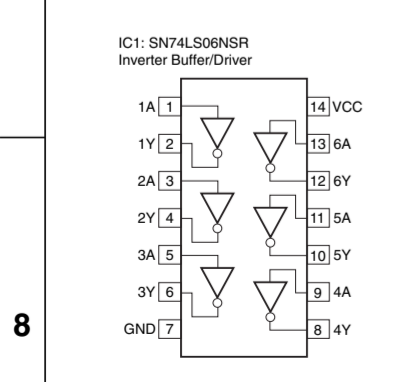 IC1: SN74LS06NSR
Inverter Buffer/Driver
1A 1
14 VCC
1Y 2
13 6A
2A 3
12 6Y
2Y 4
11 5A
3A 5
10 5Y
3Y 6
9 4A
GND 7
8 4Y
8